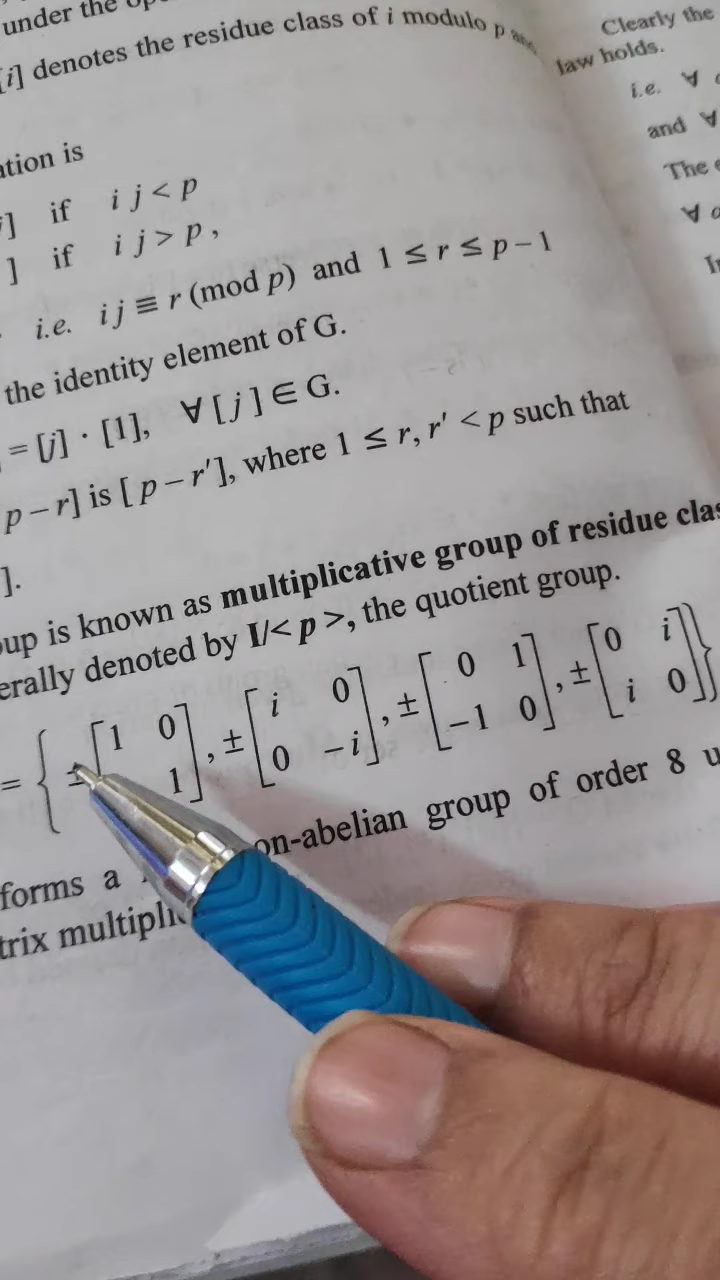 under the
[i] denotes the residue class of i modulo p and
ation is
j] if i j < p
] if i j > p ,
i.e. i j ≡ r (mod p) and 1 ≤ r ≤ p − 1
the identity element of G.
= [j] · [1], ∀ [ j ] ∈ G.
p − r] is [ p − r′], where 1 ≤ r, r′ < p such that
].
oup is known as multiplicative group of residue clas
erally denoted by I/< p >, the quotient group.
= { ± [1 0 1], ± [i 0 0 −i], ± [0 1 −1 0], ± [0 i i 0]}
forms a on-abelian group of order 8 u
trix multipli
Clearly the
law holds.
i.e. ∀
and ∀
The
∀